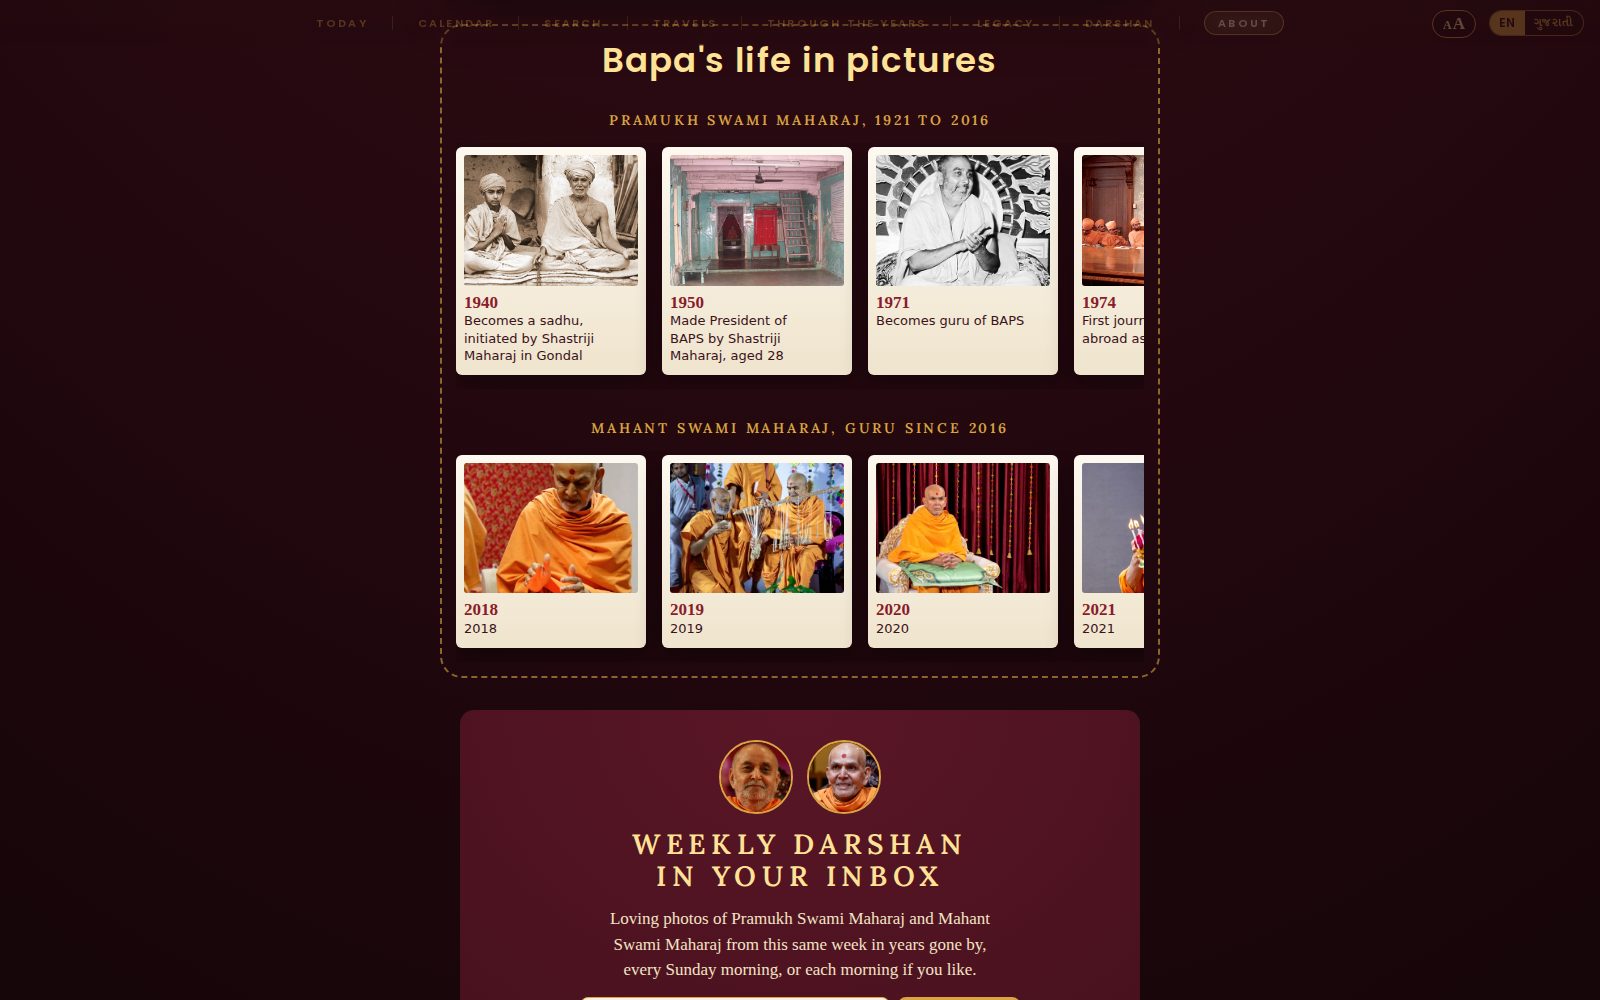 TODAY
CALENDAR
SEARCH
TRAVELS
THROUGH THE YEARS
LEGACY
DARSHAN
ABOUT
AA
EN
ગુજરાતી
Bapa's life in pictures
PRAMUKH SWAMI MAHARAJ, 1921 TO 2016
1940
Becomes a sadhu,
initiated by Shastriji
Maharaj in Gondal
1950
Made President of
BAPS by Shastriji
Maharaj, aged 28
1971
Becomes guru of BAPS
1974
First journ
abroad as
MAHANT SWAMI MAHARAJ, GURU SINCE 2016
2018
2018
2019
2019
2020
2020
2021
2021
WEEKLY DARSHAN
IN YOUR INBOX
Loving photos of Pramukh Swami Maharaj and Mahant
Swami Maharaj from this same week in years gone by,
every Sunday morning, or each morning if you like.